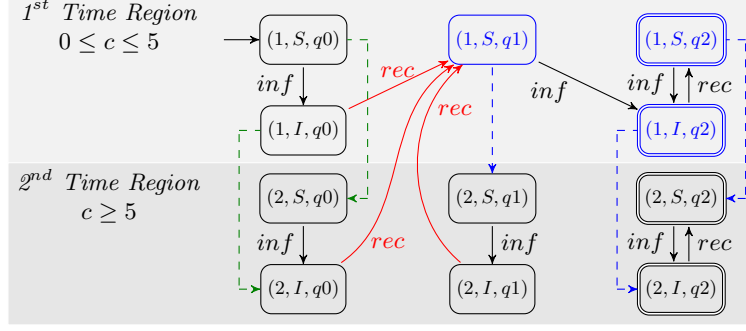 1st Time Region
0 ≤ c ≤ 5
(1, S, q0)
(1, S, q1)
(1, S, q2)
inf
rec
inf
inf
rec
(1, I, q0)
(1, I, q2)
2nd Time Region
c ≥ 5
(2, S, q0)
(2, S, q1)
(2, S, q2)
inf
rec
rec
inf
inf
rec
(2, I, q0)
(2, I, q1)
(2, I, q2)